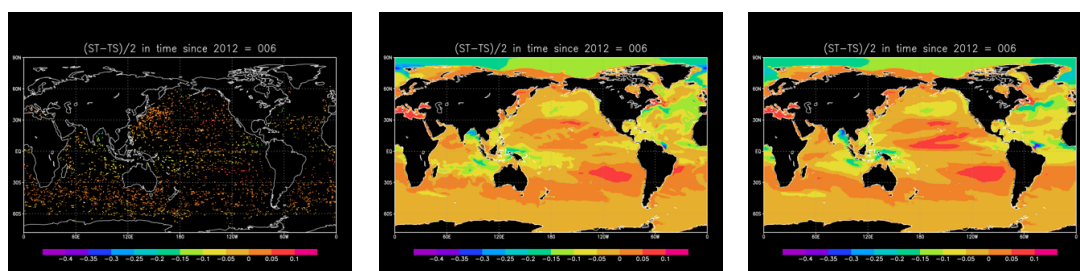 (ST-TS)/2 in time since 2012 = 006
90N
60N
30N
EQ
30S
60S
0 60E 120E 180 120W 60W 0
-0.4 -0.35 -0.3 -0.25 -0.2 -0.15 -0.1 -0.05 0 0.05 0.1
(ST-TS)/2 in time since 2012 = 006
90N
60N
30N
EQ
30S
60S
0 60E 120E 180 120W 60W 0
-0.4 -0.35 -0.3 -0.25 -0.2 -0.15 -0.1 -0.05 0 0.05 0.1
(ST-TS)/2 in time since 2012 = 006
90N
60N
30N
EQ
30S
60S
0 60E 120E 180 120W 60W 0
-0.4 -0.35 -0.3 -0.25 -0.2 -0.15 -0.1 -0.05 0 0.05 0.1